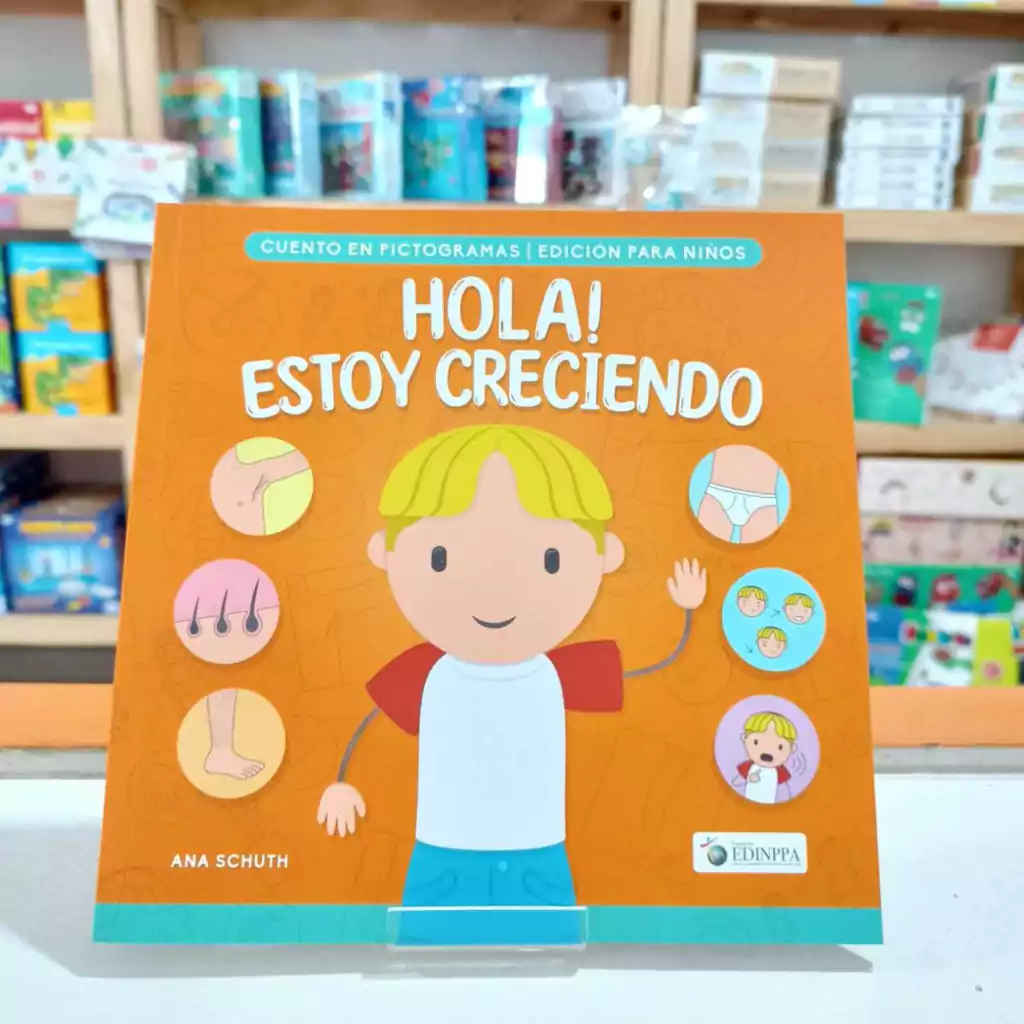 CUENTO EN PICTOGRAMAS | EDICIÓN PARA NIÑOS
HOLA!
ESTOY CRECIENDO
ANA SCHUTH
EDINPPA